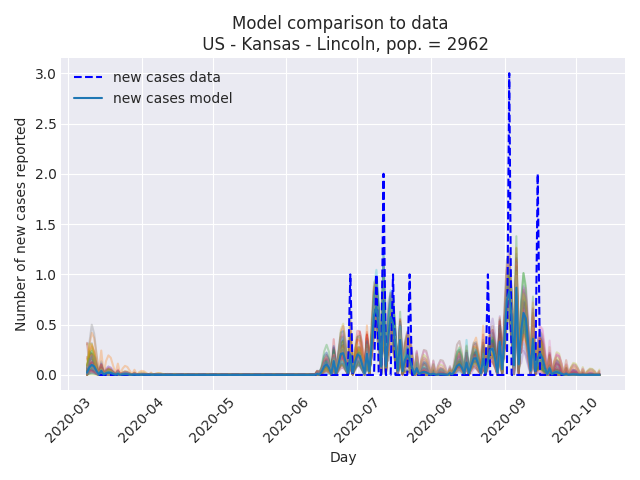 Model comparison to data
US - Kansas - Lincoln, pop. = 2962
new cases data
new cases model
Number of new cases reported
3.0
2.5
2.0
1.5
1.0
0.5
0.0
2020-03
2020-04
2020-05
2020-06
2020-07
2020-08
2020-09
2020-10
Day